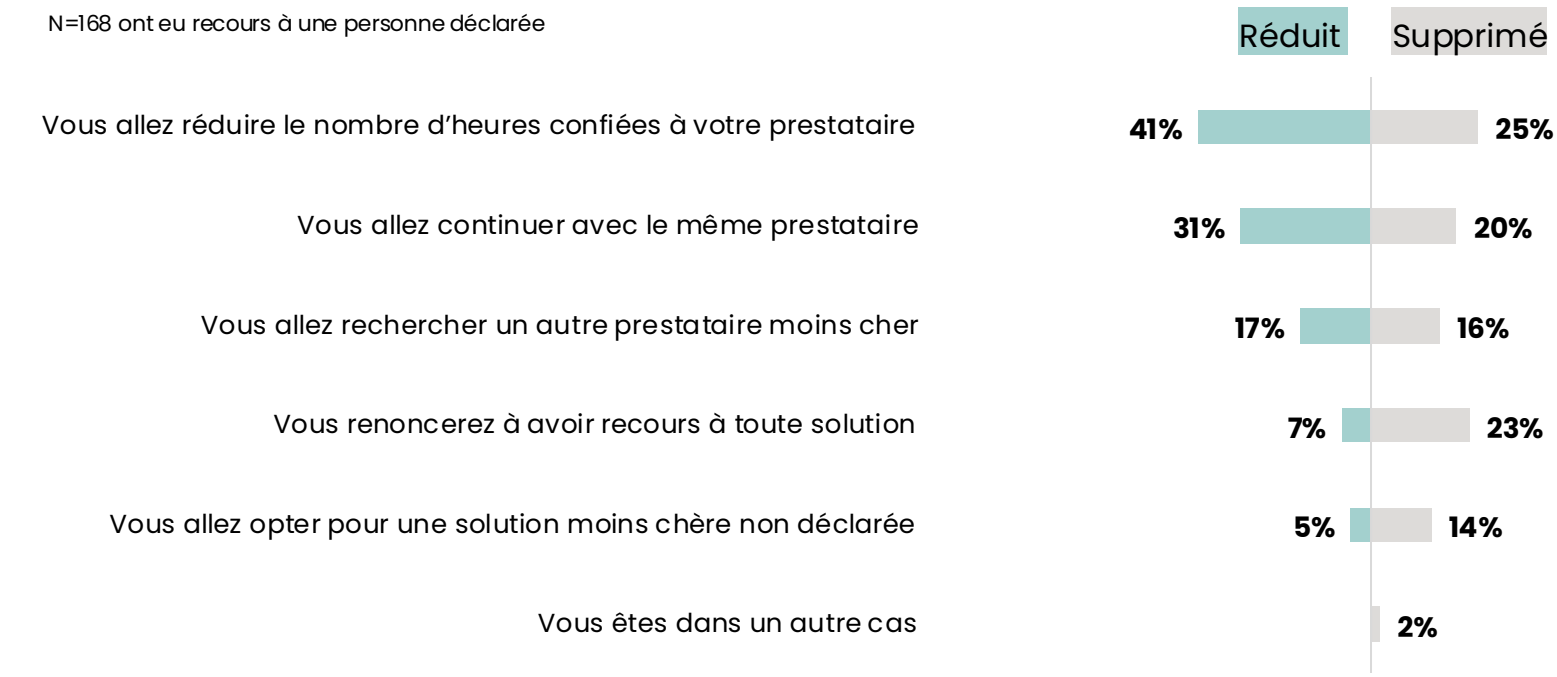 N=168 ont eu recours à une personne déclarée
Réduit Supprimé
Vous allez réduire le nombre d’heures confiées à votre prestataire 41% 25%
Vous allez continuer avec le même prestataire 31% 20%
Vous allez rechercher un autre prestataire moins cher 17% 16%
Vous renoncerez à avoir recours à toute solution 7% 23%
Vous allez opter pour une solution moins chère non déclarée 5% 14%
Vous êtes dans un autre cas 2%